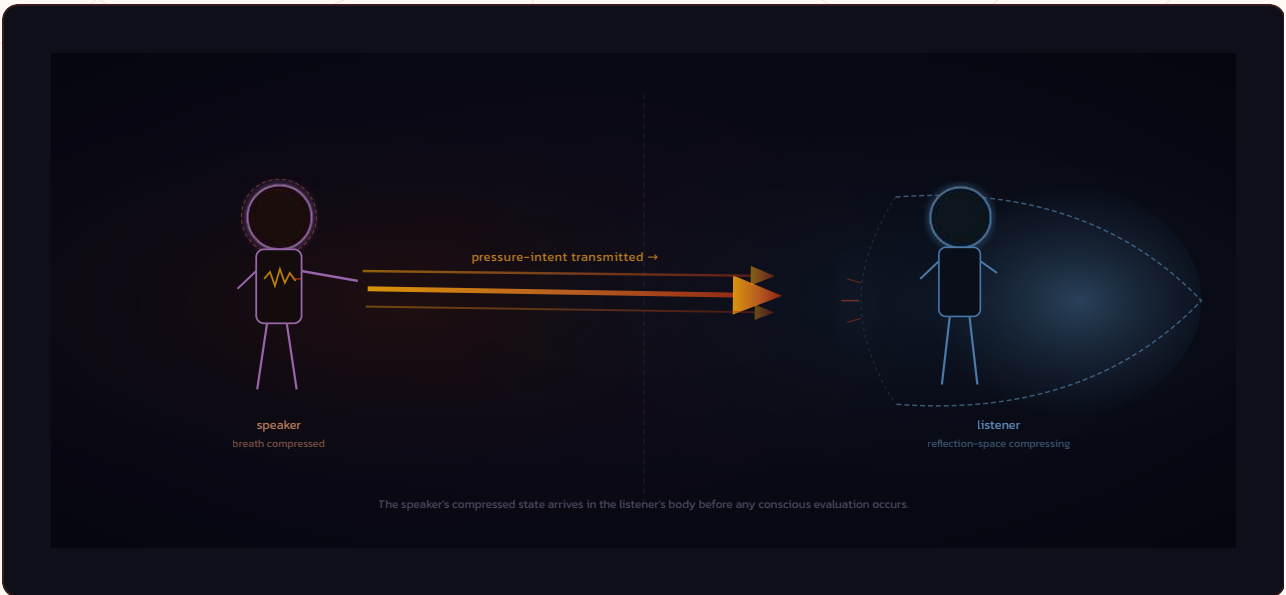 pressure-intent transmitted →
speaker
breath compressed
listener
reflection-space compressing
The speaker's compressed state arrives in the listener's body before any conscious evaluation occurs.